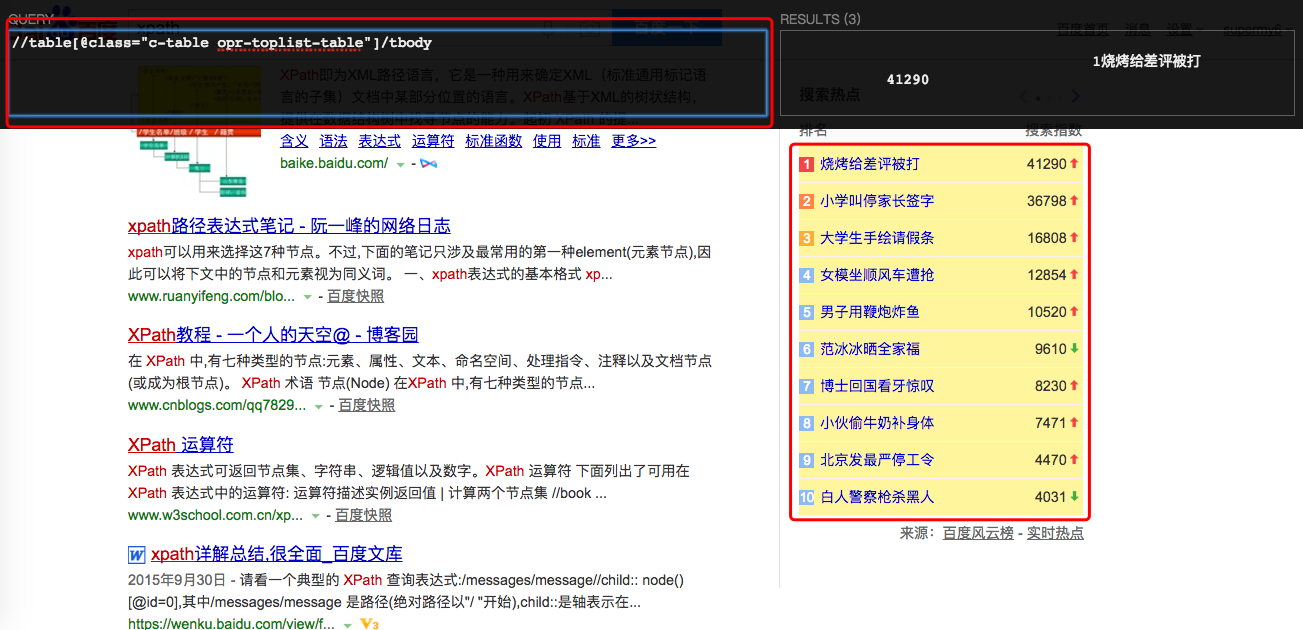 QUERY
//table[@class="c-table opr-toplist-table"]/tbody
RESULTS (3)
百度首页 消息 设置 supermy6
1烧烤给差评被打
41290
XPath即为XML路径语言，它是一种用来确定XML（标准通用标记语
言的子集）文档中某部分位置的语言。XPath基于XML的树状结构，
提供在数据结构树中找寻节点的能力。起初 XPath 的提...
含义 语法 表达式 运算符 标准函数 使用 标准 更多>>
baike.baidu.com/ -
xpath路径表达式笔记 - 阮一峰的网络日志
xpath可以用来选择这7种节点。不过,下面的笔记只涉及最常用的第一种element(元素节点),因
此可以将下文中的节点和元素视为同义词。 一、xpath表达式的基本格式 xp...
www.ruanyifeng.com/blo... - 百度快照
XPath教程 - 一个人的天空@ - 博客园
在 XPath 中,有七种类型的节点:元素、属性、文本、命名空间、处理指令、注释以及文档节点
(或成为根节点)。 XPath 术语 节点(Node) 在XPath 中,有七种类型的节点...
www.cnblogs.com/qq7829... - 百度快照
XPath 运算符
XPath 表达式可返回节点集、字符串、逻辑值以及数字。XPath 运算符 下面列出了可用在
XPath 表达式中的运算符: 运算符描述实例返回值 | 计算两个节点集 //book ...
www.w3school.com.cn/xp... - 百度快照
W xpath详解总结,很全面_百度文库
2015年9月30日 - 请看一个典型的 XPath 查询表达式:/messages/message//child:: node()
[@id=0],其中/messages/message 是路径(绝对路径以"/ "开始),child::是轴表示在...
https://wenku.baidu.com/view/f... V3
搜索热点
排名 搜索指数
1 烧烤给差评被打 41290
2 小学叫停家长签字 36798
3 大学生手绘请假条 16808
4 女模坐顺风车遭抢 12854
5 男子用鞭炮炸鱼 10520
6 范冰冰晒全家福 9610
7 博士回国看牙惊叹 8230
8 小伙偷牛奶补身体 7471
9 北京发最严停工令 4470
10 白人警察枪杀黑人 4031
来源：百度风云榜 - 实时热点